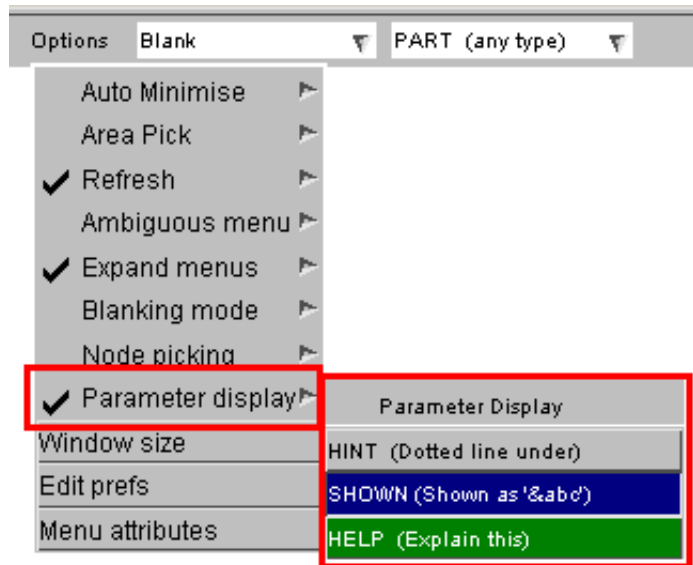 Options Blank PART (any type)
Auto Minimise
Area Pick
Refresh
Ambiguous menu
Expand menus
Blanking mode
Node picking
Parameter display
Window size
Edit prefs
Menu attributes
Parameter Display
HINT (Dotted line under)
SHOWN (Shown as '&abc')
HELP (Explain this)